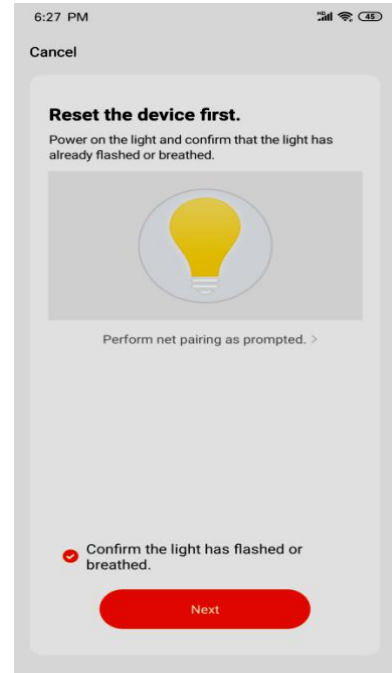 6:27 PM
45
Cancel
Reset the device first.
Power on the light and confirm that the light has
already flashed or breathed.
Perform net pairing as prompted. >
Confirm the light has flashed or
breathed.
Next